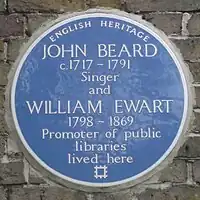 ENGLISH HERITAGE
JOHN BEARD
c.1717 - 1791
Singer
and
WILLIAM EWART
1798 - 1869
Promoter of public
libraries
lived here